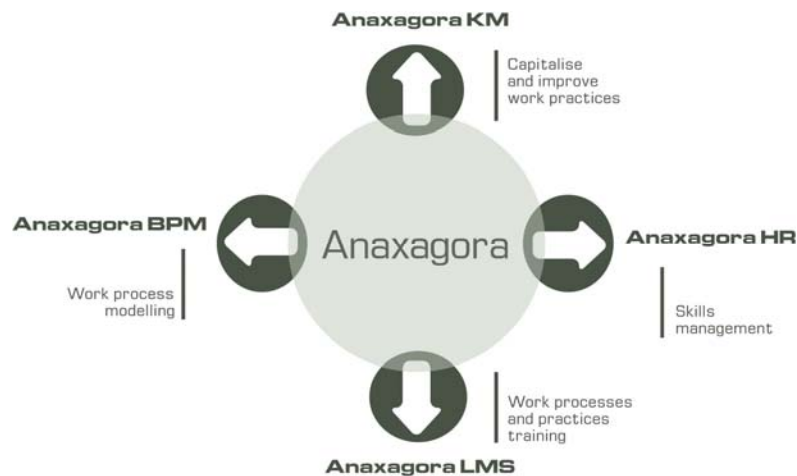 Anaxagora KM
Capitalise
and improve
work practices
Anaxagora BPM
Work process
modelling
Anaxagora
Anaxagora HR
Skills
management
Work processes
and practices
training
Anaxagora LMS